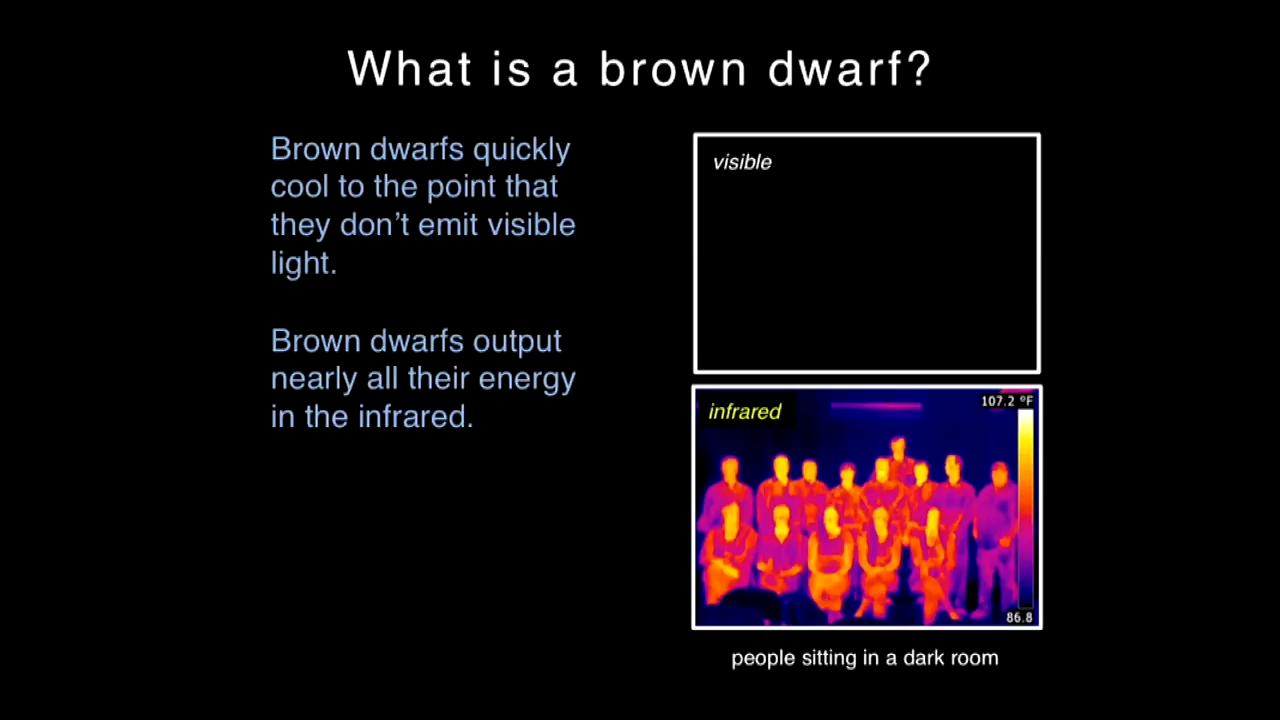 What is a brown dwarf?
Brown dwarfs quickly
cool to the point that
they don’t emit visible
light.
Brown dwarfs output
nearly all their energy
in the infrared.
visible
infrared
107.2 °F
86.8
people sitting in a dark room